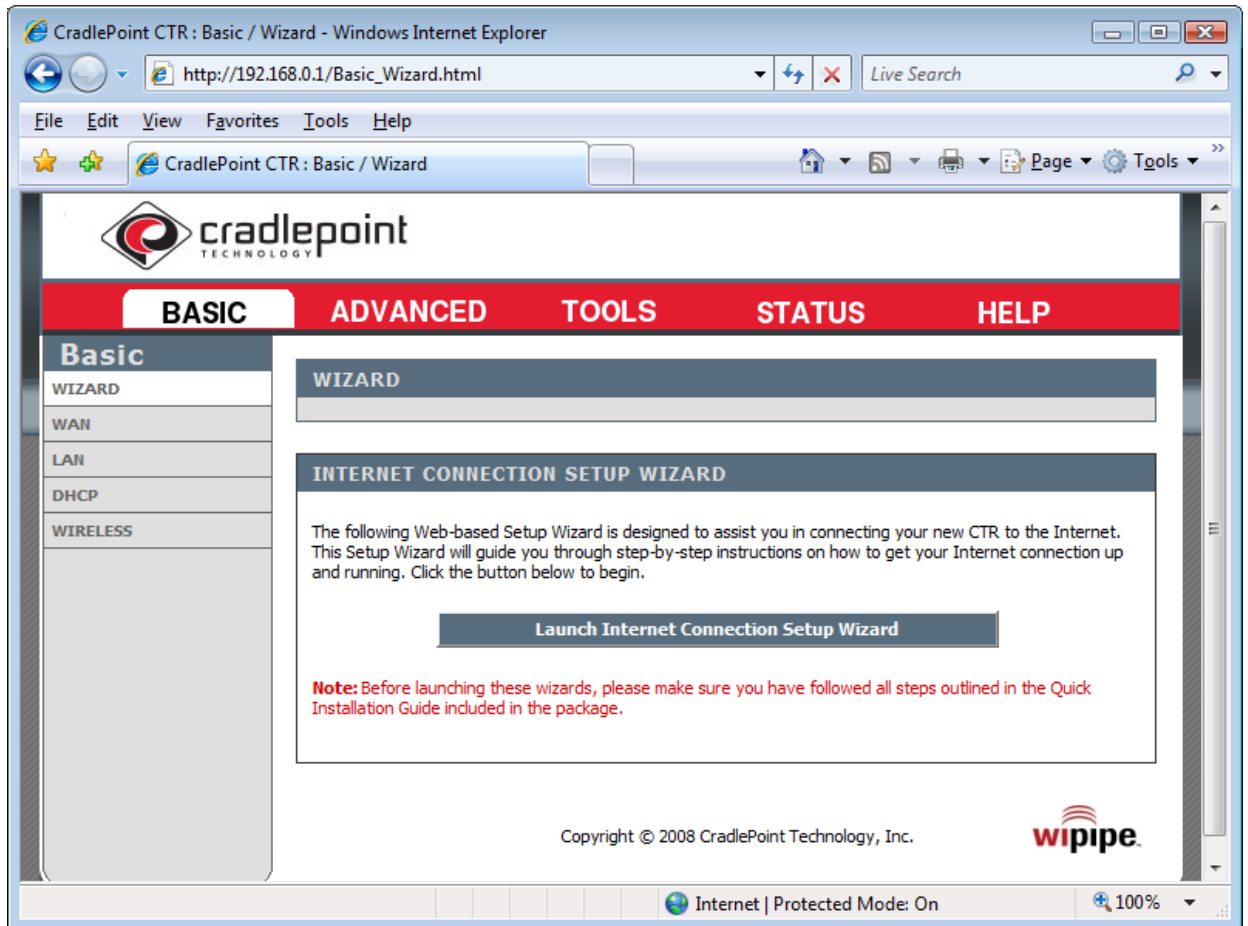 CradlePoint CTR : Basic / Wizard - Windows Internet Explorer
http://192.168.0.1/Basic_Wizard.html
Live Search
File Edit View Favorites Tools Help
CradlePoint CTR : Basic / Wizard
Page Tools
cradlepoint
TECHNOLOGY
BASIC ADVANCED TOOLS STATUS HELP
Basic
WIZARD
WAN
LAN
DHCP
WIRELESS
WIZARD
INTERNET CONNECTION SETUP WIZARD
The following Web-based Setup Wizard is designed to assist you in connecting your new CTR to the Internet.
This Setup Wizard will guide you through step-by-step instructions on how to get your Internet connection up
and running. Click the button below to begin.
Launch Internet Connection Setup Wizard
Note: Before launching these wizards, please make sure you have followed all steps outlined in the Quick
Installation Guide included in the package.
Copyright © 2008 CradlePoint Technology, Inc.
wipipe
Internet | Protected Mode: On
100%